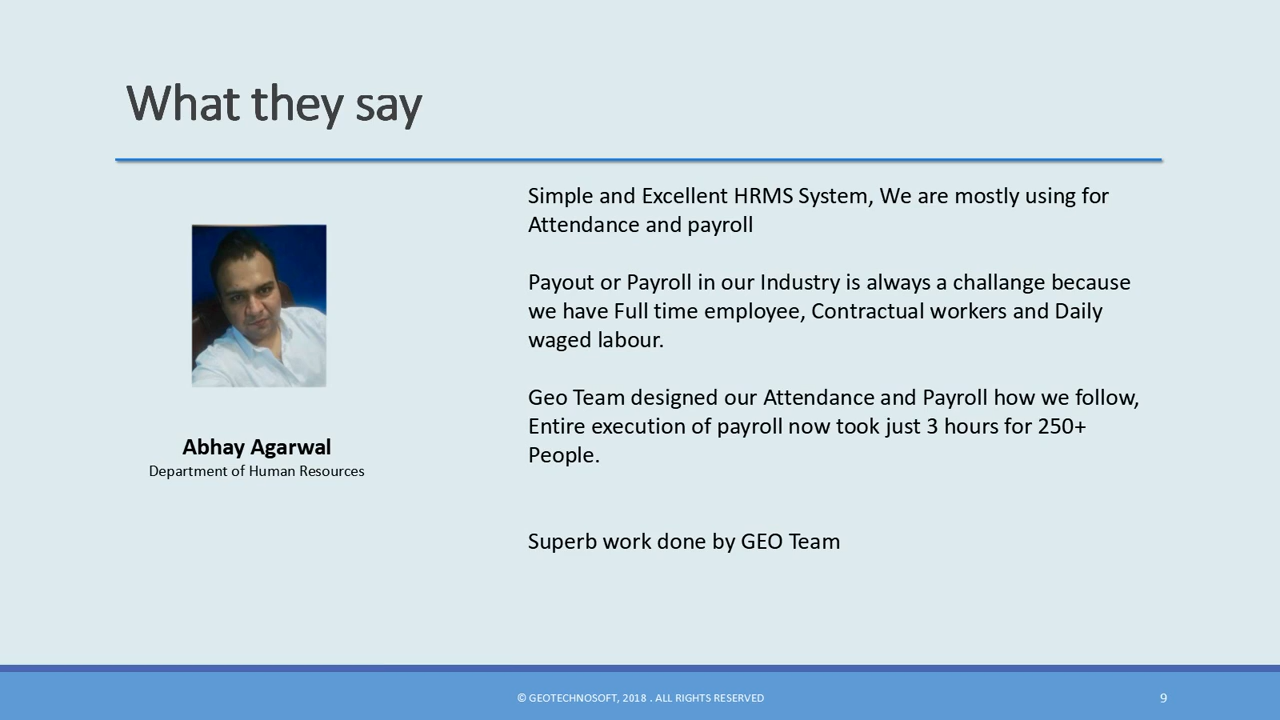 What they say
Simple and Excellent HRMS System, We are mostly using for
Attendance and payroll
Payout or Payroll in our Industry is always a challange because
we have Full time employee, Contractual workers and Daily
waged labour.
Geo Team designed our Attendance and Payroll how we follow,
Entire execution of payroll now took just 3 hours for 250+
People.
Superb work done by GEO Team
Abhay Agarwal
Department of Human Resources
© GEOTECHNOSOFT, 2018 . ALL RIGHTS RESERVED
9